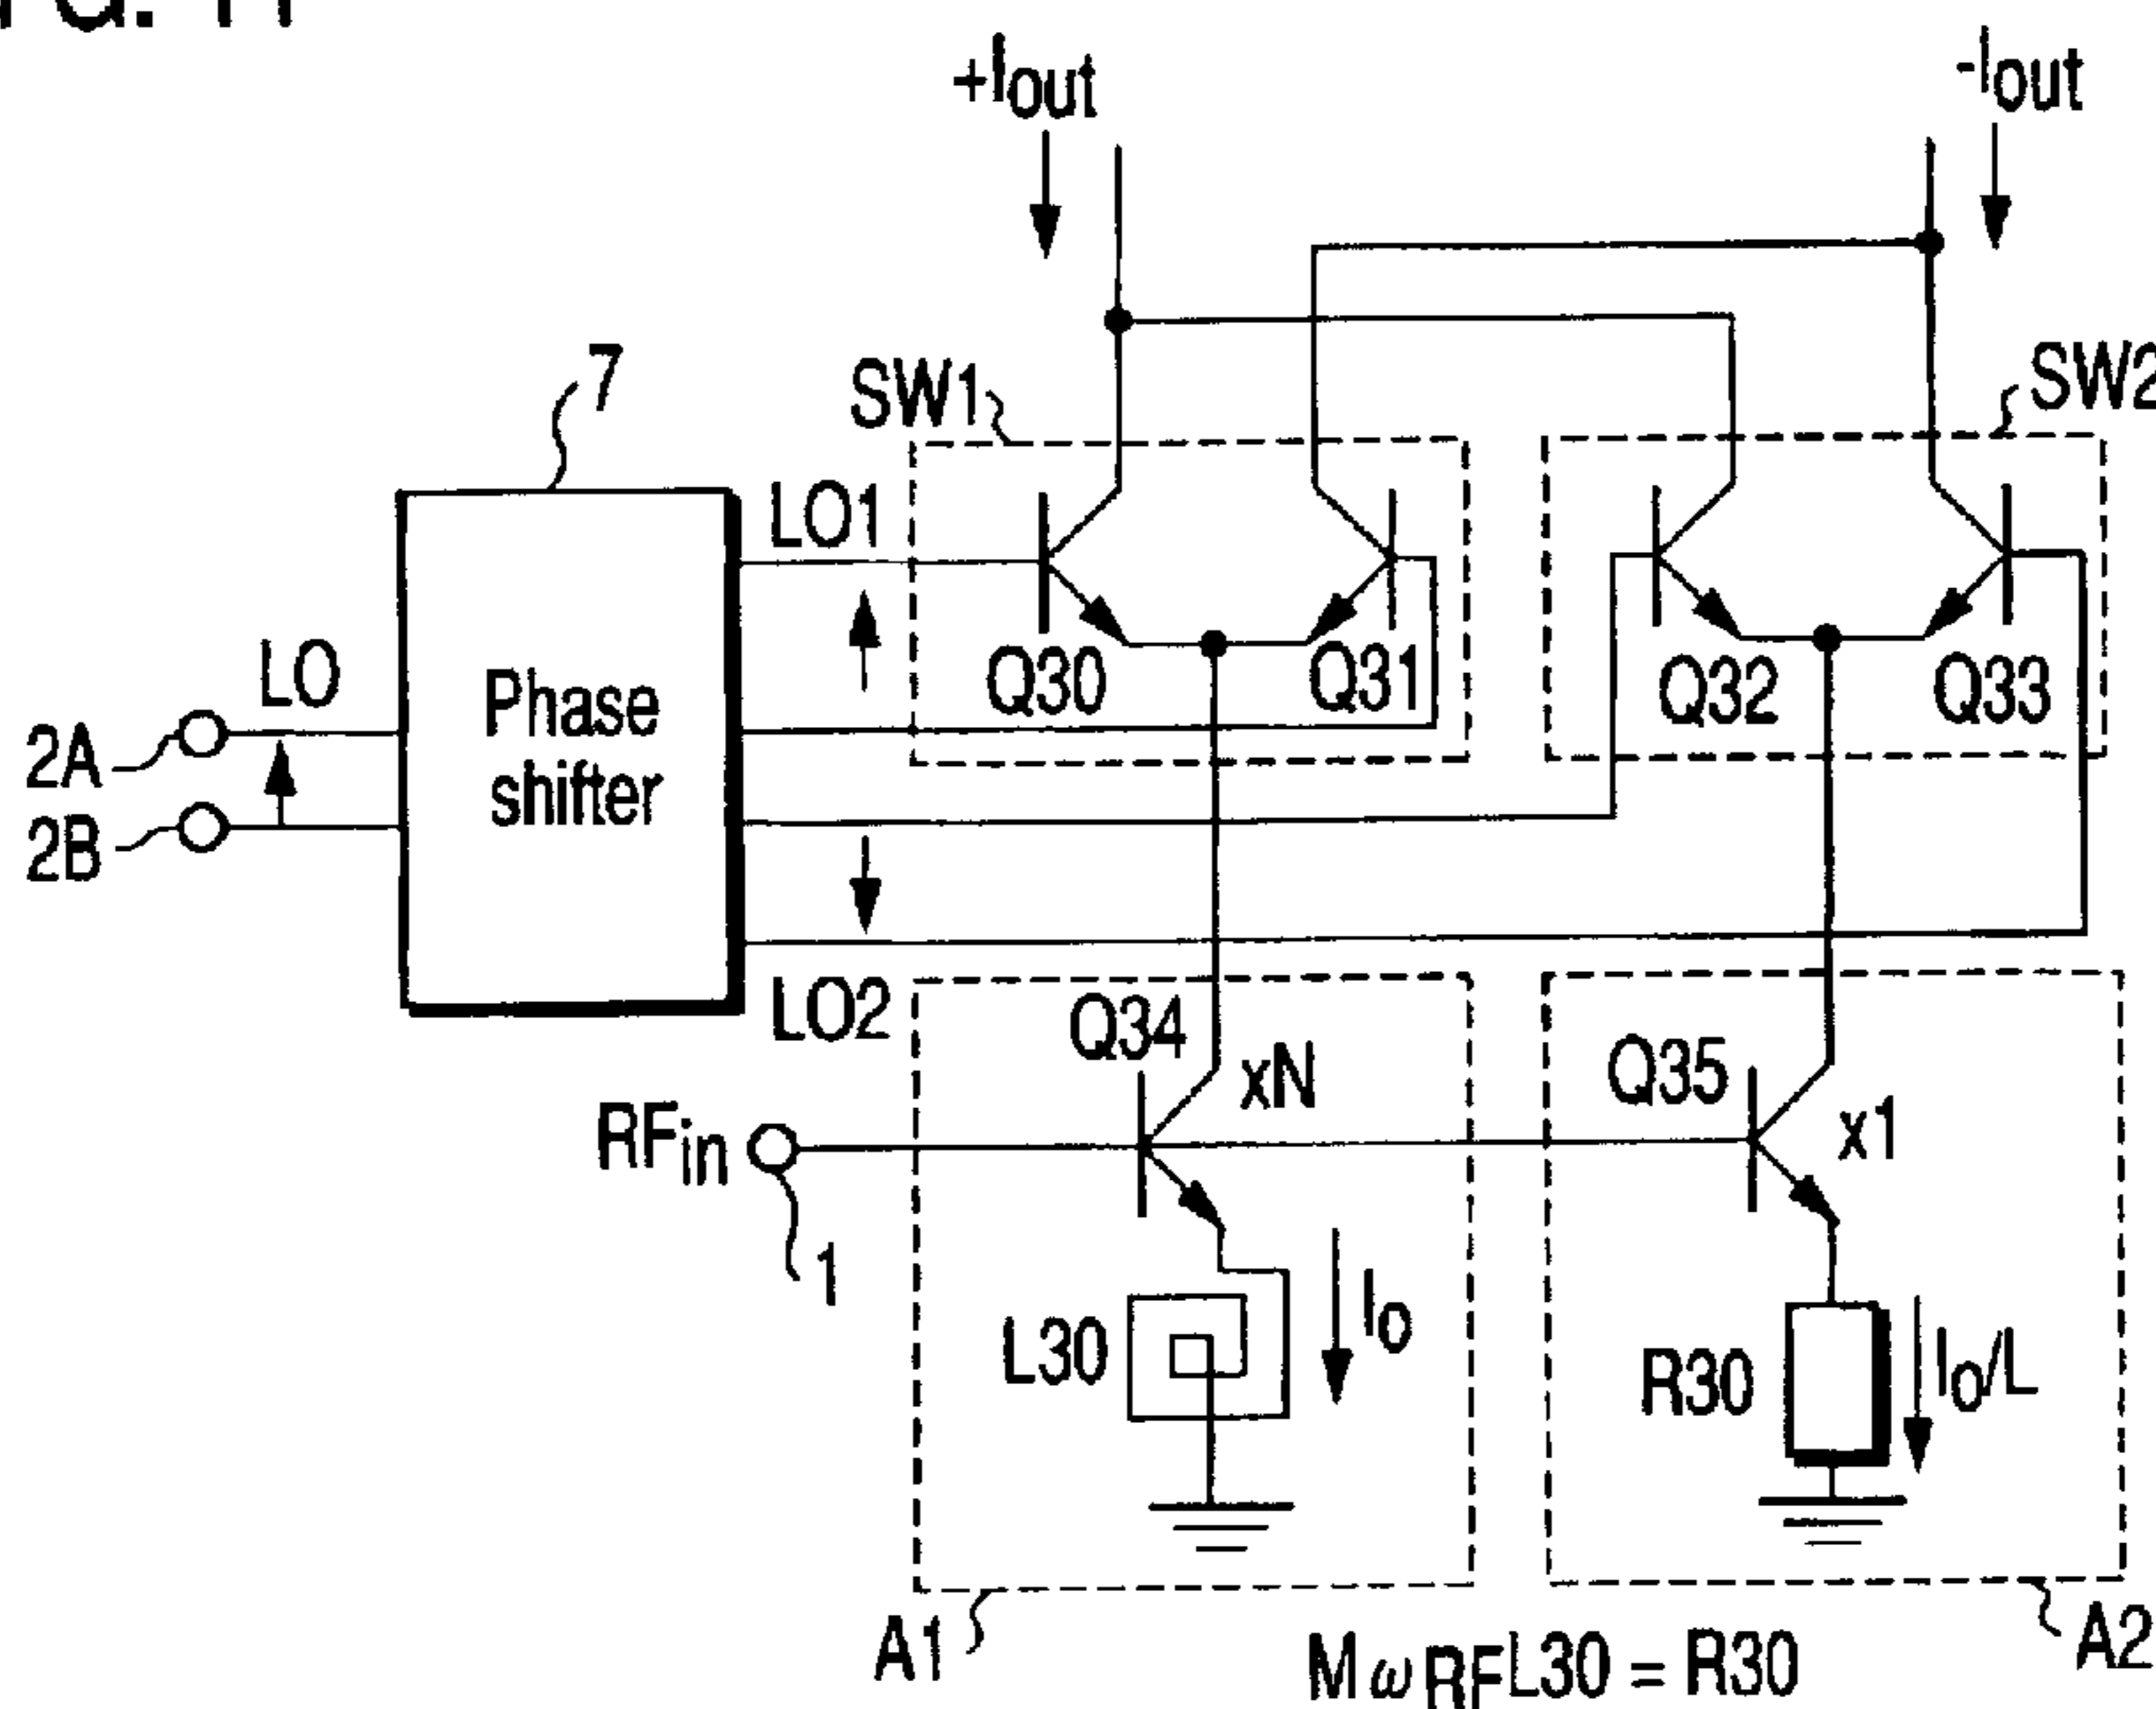 +Iout
-Iout
7
SW1
SW2
LO1
LO
Phase
shifter
Q30
Q31
Q32
Q33
2A
2B
LO2
Q34
xN
Q35
x1
RFin
1
L30
Io
R30
Io/L
A1
A2
MωRFL30 = R30